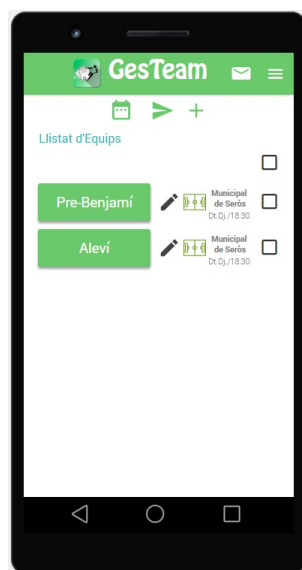 GesTeam
Llistat d'Equips
Pre-Benjamí
Municipal
de Seròs
Dt.Dj./18:30
Aleví
Municipal
de Seròs
Dt.Dj./18:30